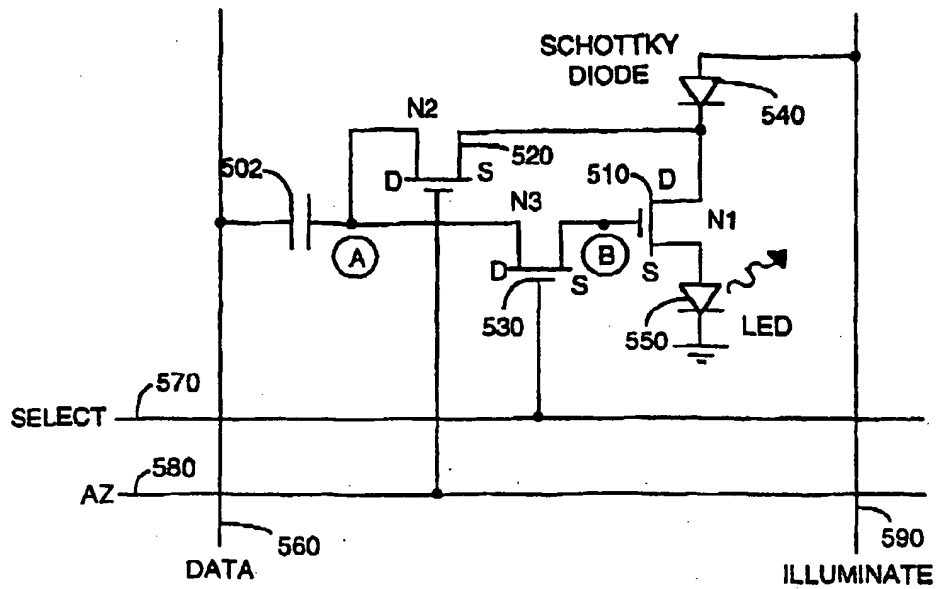 SCHOTTKY
DIODE
540
N2
520
502
D
S
510
D
N3
N1
A
B
D
S
S
530
550
LED
570
SELECT
580
AZ
560
590
DATA
ILLUMINATE